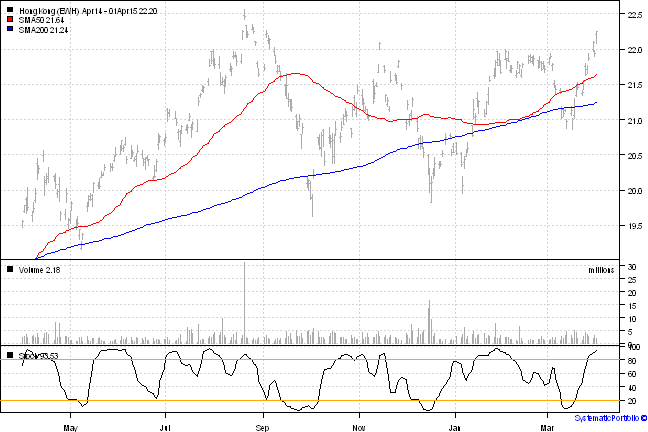 HongKong (EWH) Apr14 - 01Apr15 22.20
SMA50 21.64
SMA200 21.24
22.5
22.0
21.5
21.0
20.5
20.0
19.5
Volume 2.18
millions
30
25
20
15
10
5
0
100
80
60
40
20
May
Jul
Sep
Nov
Jan
Mar
SystematicPortfolio ©